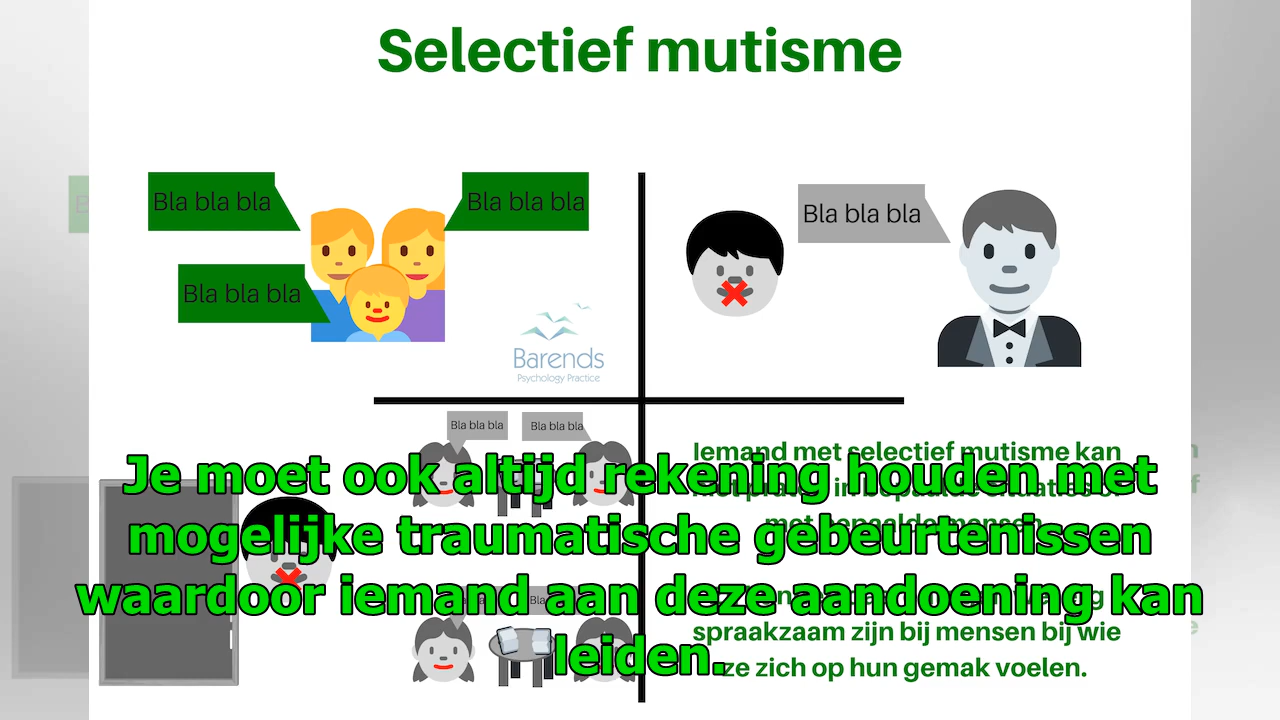 Selectief mutisme
Bla bla bla
Bla bla bla
Bla bla bla
Bla bla bla
Barends
Psychology Practice
Bla bla bla
Bla bla bla
Iemand met selectief mutisme kan
met mensen
spraakzaam zijn bij mensen bij wie
ze zich op hun gemak voelen.
Je moet ook altijd rekening houden met
mogelijke traumatische gebeurtenissen
waardoor iemand aan deze aandoening kan
leiden.